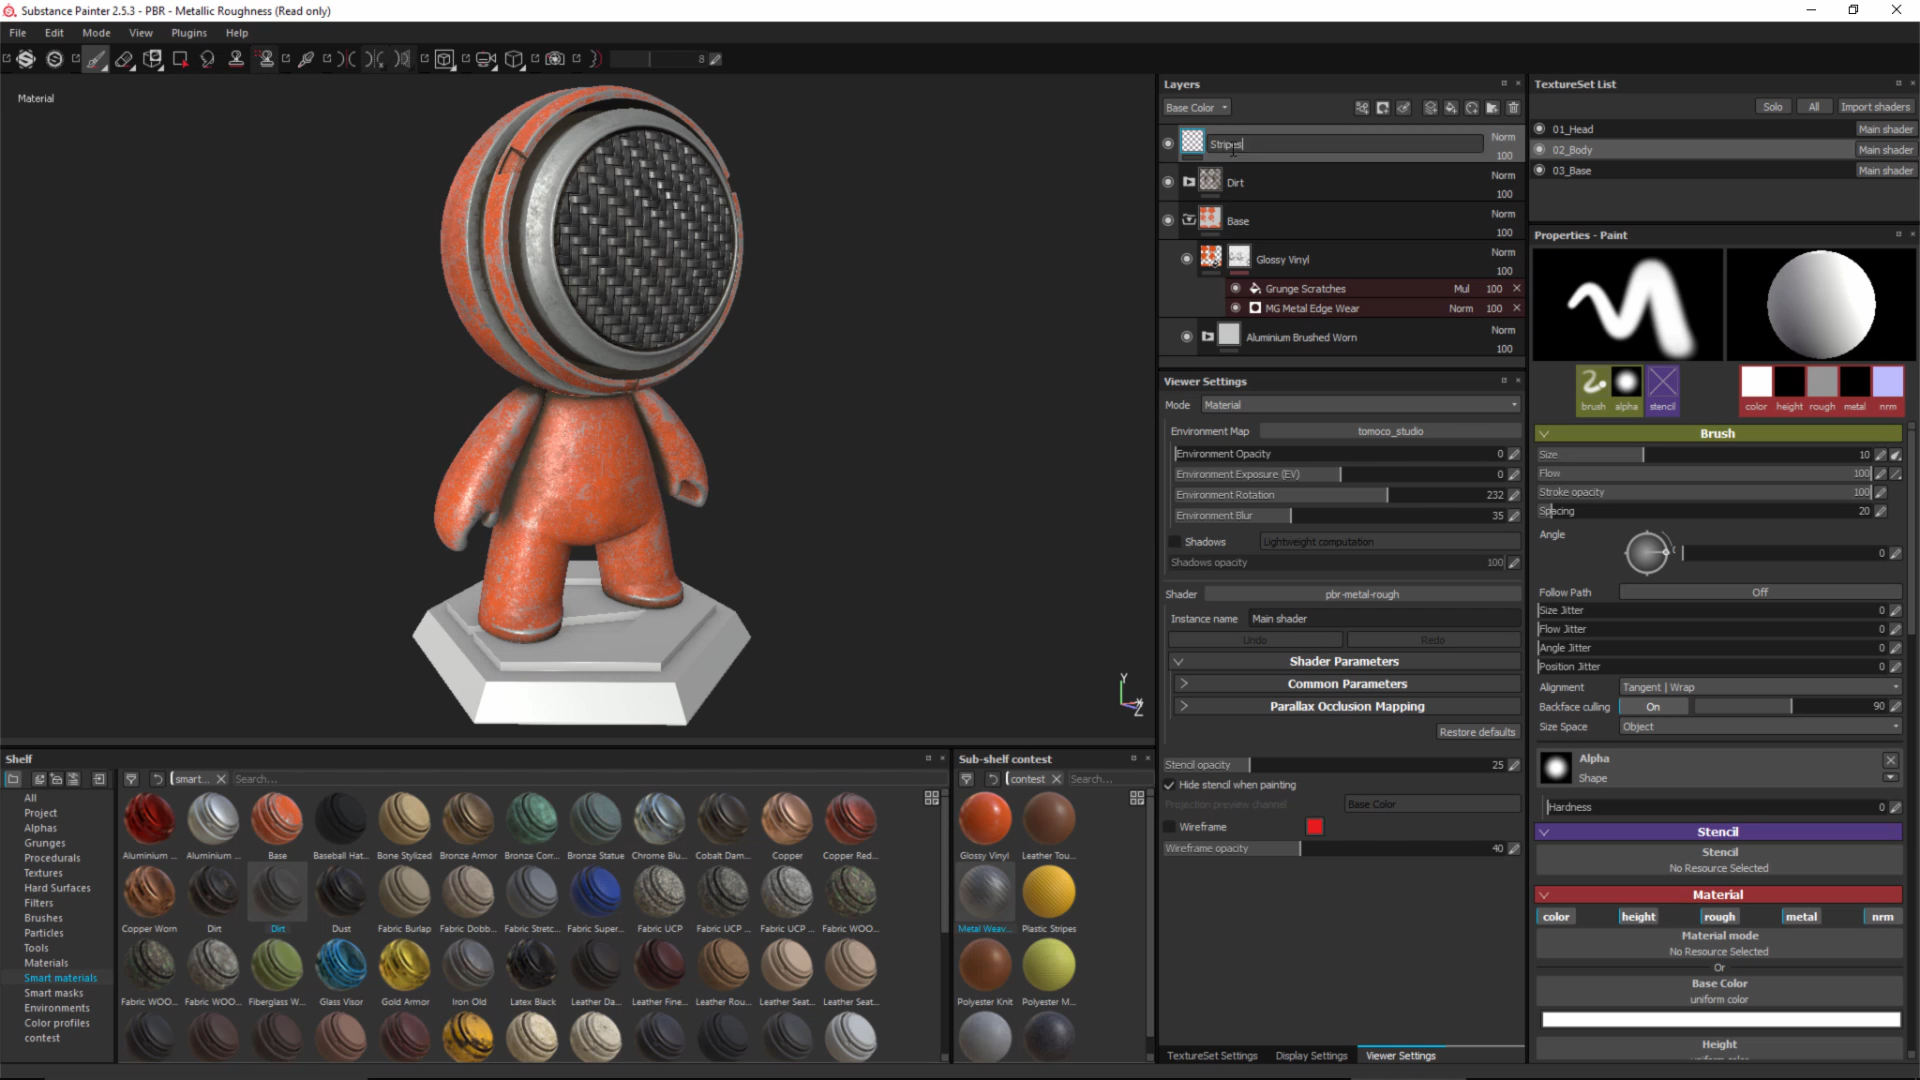 Substance Painter 2.5.3 - PBR - Metallic Roughness (Read only)
File Edit Mode View Plugins Help
8
Material
Layers
Base Color
Stripes
Norm
100
Dirt
Norm
100
Base
Norm
100
Glossy Vinyl
Norm
100
Grunge Scratches Mul 100
MG Metal Edge Wear Norm 100
Aluminium Brushed Worn
Norm
100
Viewer Settings
Mode Material
Environment Map tomoco_studio
Environment Opacity 0
Environment Exposure (EV) 0
Environment Rotation 232
Environment Blur 35
Shadows Lightweight computation
Shadows opacity 100
Shader pbr-metal-rough
Instance name Main shader
Undo Redo
Shader Parameters
Common Parameters
Parallax Occlusion Mapping
Restore defaults
Stencil opacity 25
Hide stencil when painting
Projection preview channel Base Color
Wireframe
Wireframe opacity 40
TextureSet Settings Display Settings Viewer Settings
TextureSet List
Solo All Import shaders
01_Head Main shader
02_Body Main shader
03_Base Main shader
Properties - Paint
brush alpha stencil color height rough metal nrm
Brush
Size 10
Flow 100
Stroke opacity 100
Spacing 20
Angle 0
Follow Path Off
Size Jitter 0
Flow Jitter 0
Angle Jitter 0
Position Jitter 0
Alignment Tangent | Wrap
Backface culling On 90
Size Space Object
Alpha
Shape
Hardness 0
Stencil
Stencil
No Resource Selected
Material
color height rough metal nrm
Material mode
No Resource Selected
Or
Base Color
uniform color
Height
Shelf
smart... Search...
All
Project
Alphas
Grunges
Procedurals
Textures
Hard Surfaces
Filters
Brushes
Particles
Tools
Materials
Smart materials
Smart masks
Environments
Color profiles
contest
Aluminium ... Aluminium ... Base Baseball Hat... Bone Stylized Bronze Armor Bronze Corr... Bronze Statue Chrome Blu... Cobalt Dam... Copper Copper Red...
Copper Worn Dirt Dirt Dust Fabric Burlap Fabric Dobb... Fabric Stretc... Fabric Super... Fabric UCP Fabric UCP ... Fabric UCP ... Fabric WOO...
Fabric WOO... Fabric WOO... Fiberglass W... Glass Visor Gold Armor Iron Old Latex Black Leather Da... Leather Fine... Leather Rou... Leather Seat... Leather Seat...
Sub-shelf contest
contest Search...
Glossy Vinyl Leather Tou...
Metal Weav... Plastic Stripes
Polyester Knit Polyester M...
Y
Z